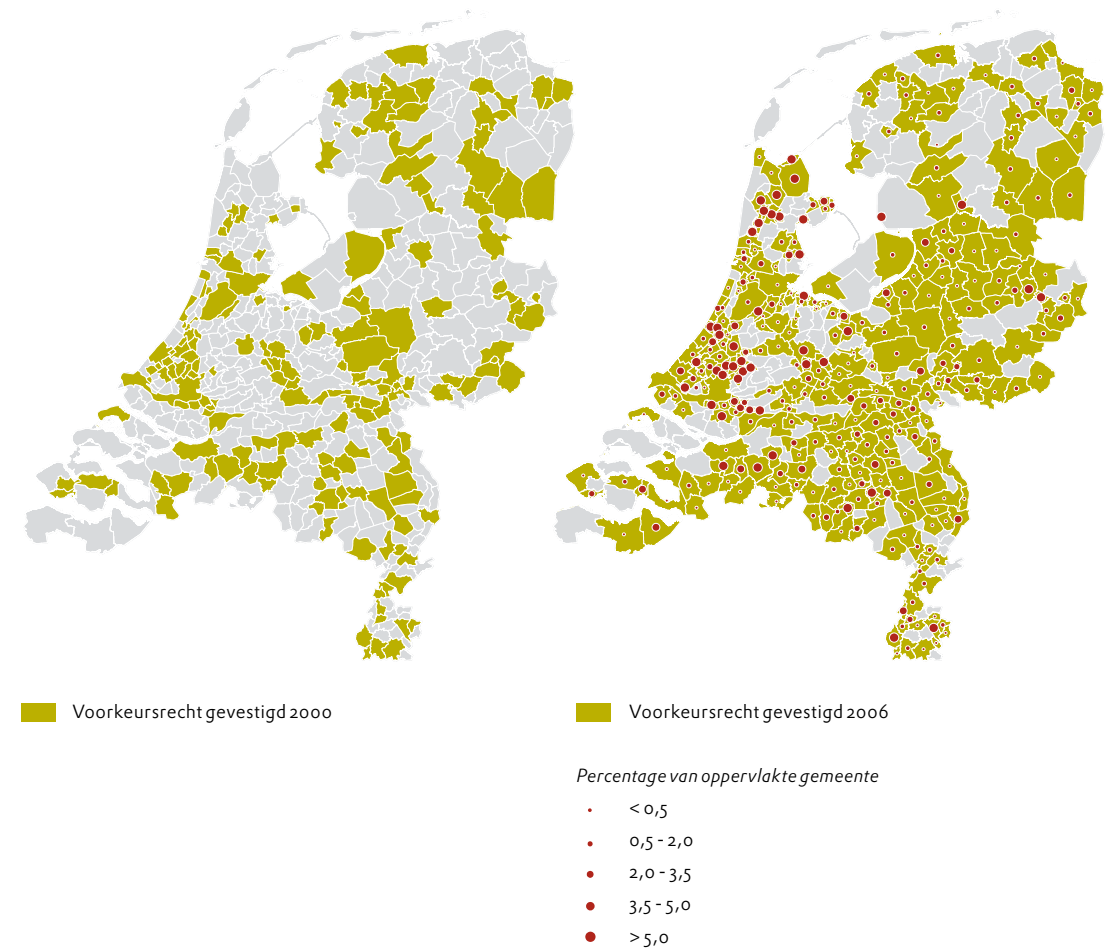 Voorkeursrecht gevestigd 2000
Voorkeursrecht gevestigd 2006
Percentage van oppervlakte gemeente
< 0,5
0,5 - 2,0
2,0 - 3,5
3,5 - 5,0
> 5,0